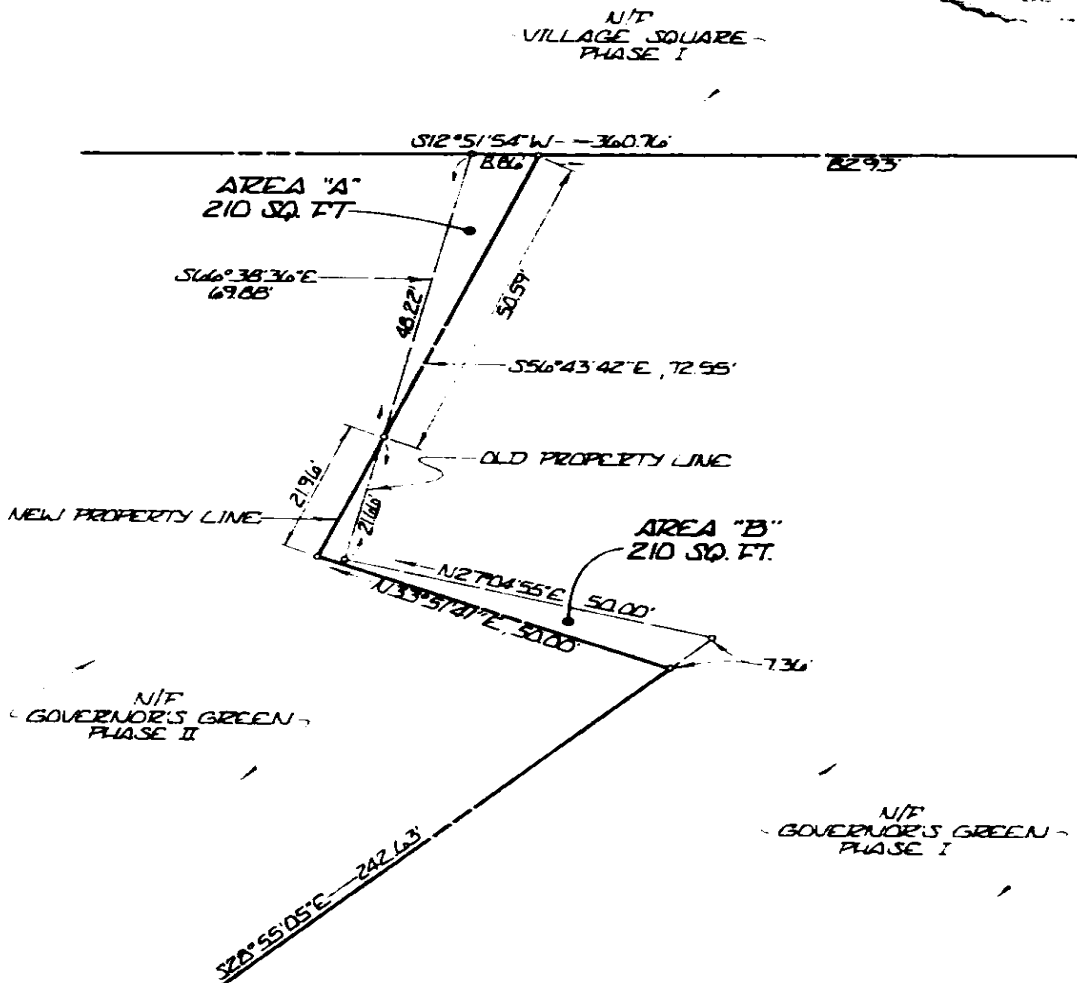 N/F
VILLAGE SQUARE
PHASE I
S12°51'54"W - 360.76'
8.86'
82.93'
AREA "A"
210 SQ. FT
S66°38'36"E
69.88'
48.22'
50.59'
S56°43'42"E, 72.55'
OLD PROPERTY LINE
21.96'
21.66'
NEW PROPERTY LINE
AREA "B"
210 SQ. FT.
N27°04'55"E 50.00'
N33°51'41"E, 50.00'
7.36'
N/F
GOVERNOR'S GREEN
PHASE II
N/F
GOVERNOR'S GREEN
PHASE I
S28°55'05"E 242.63'